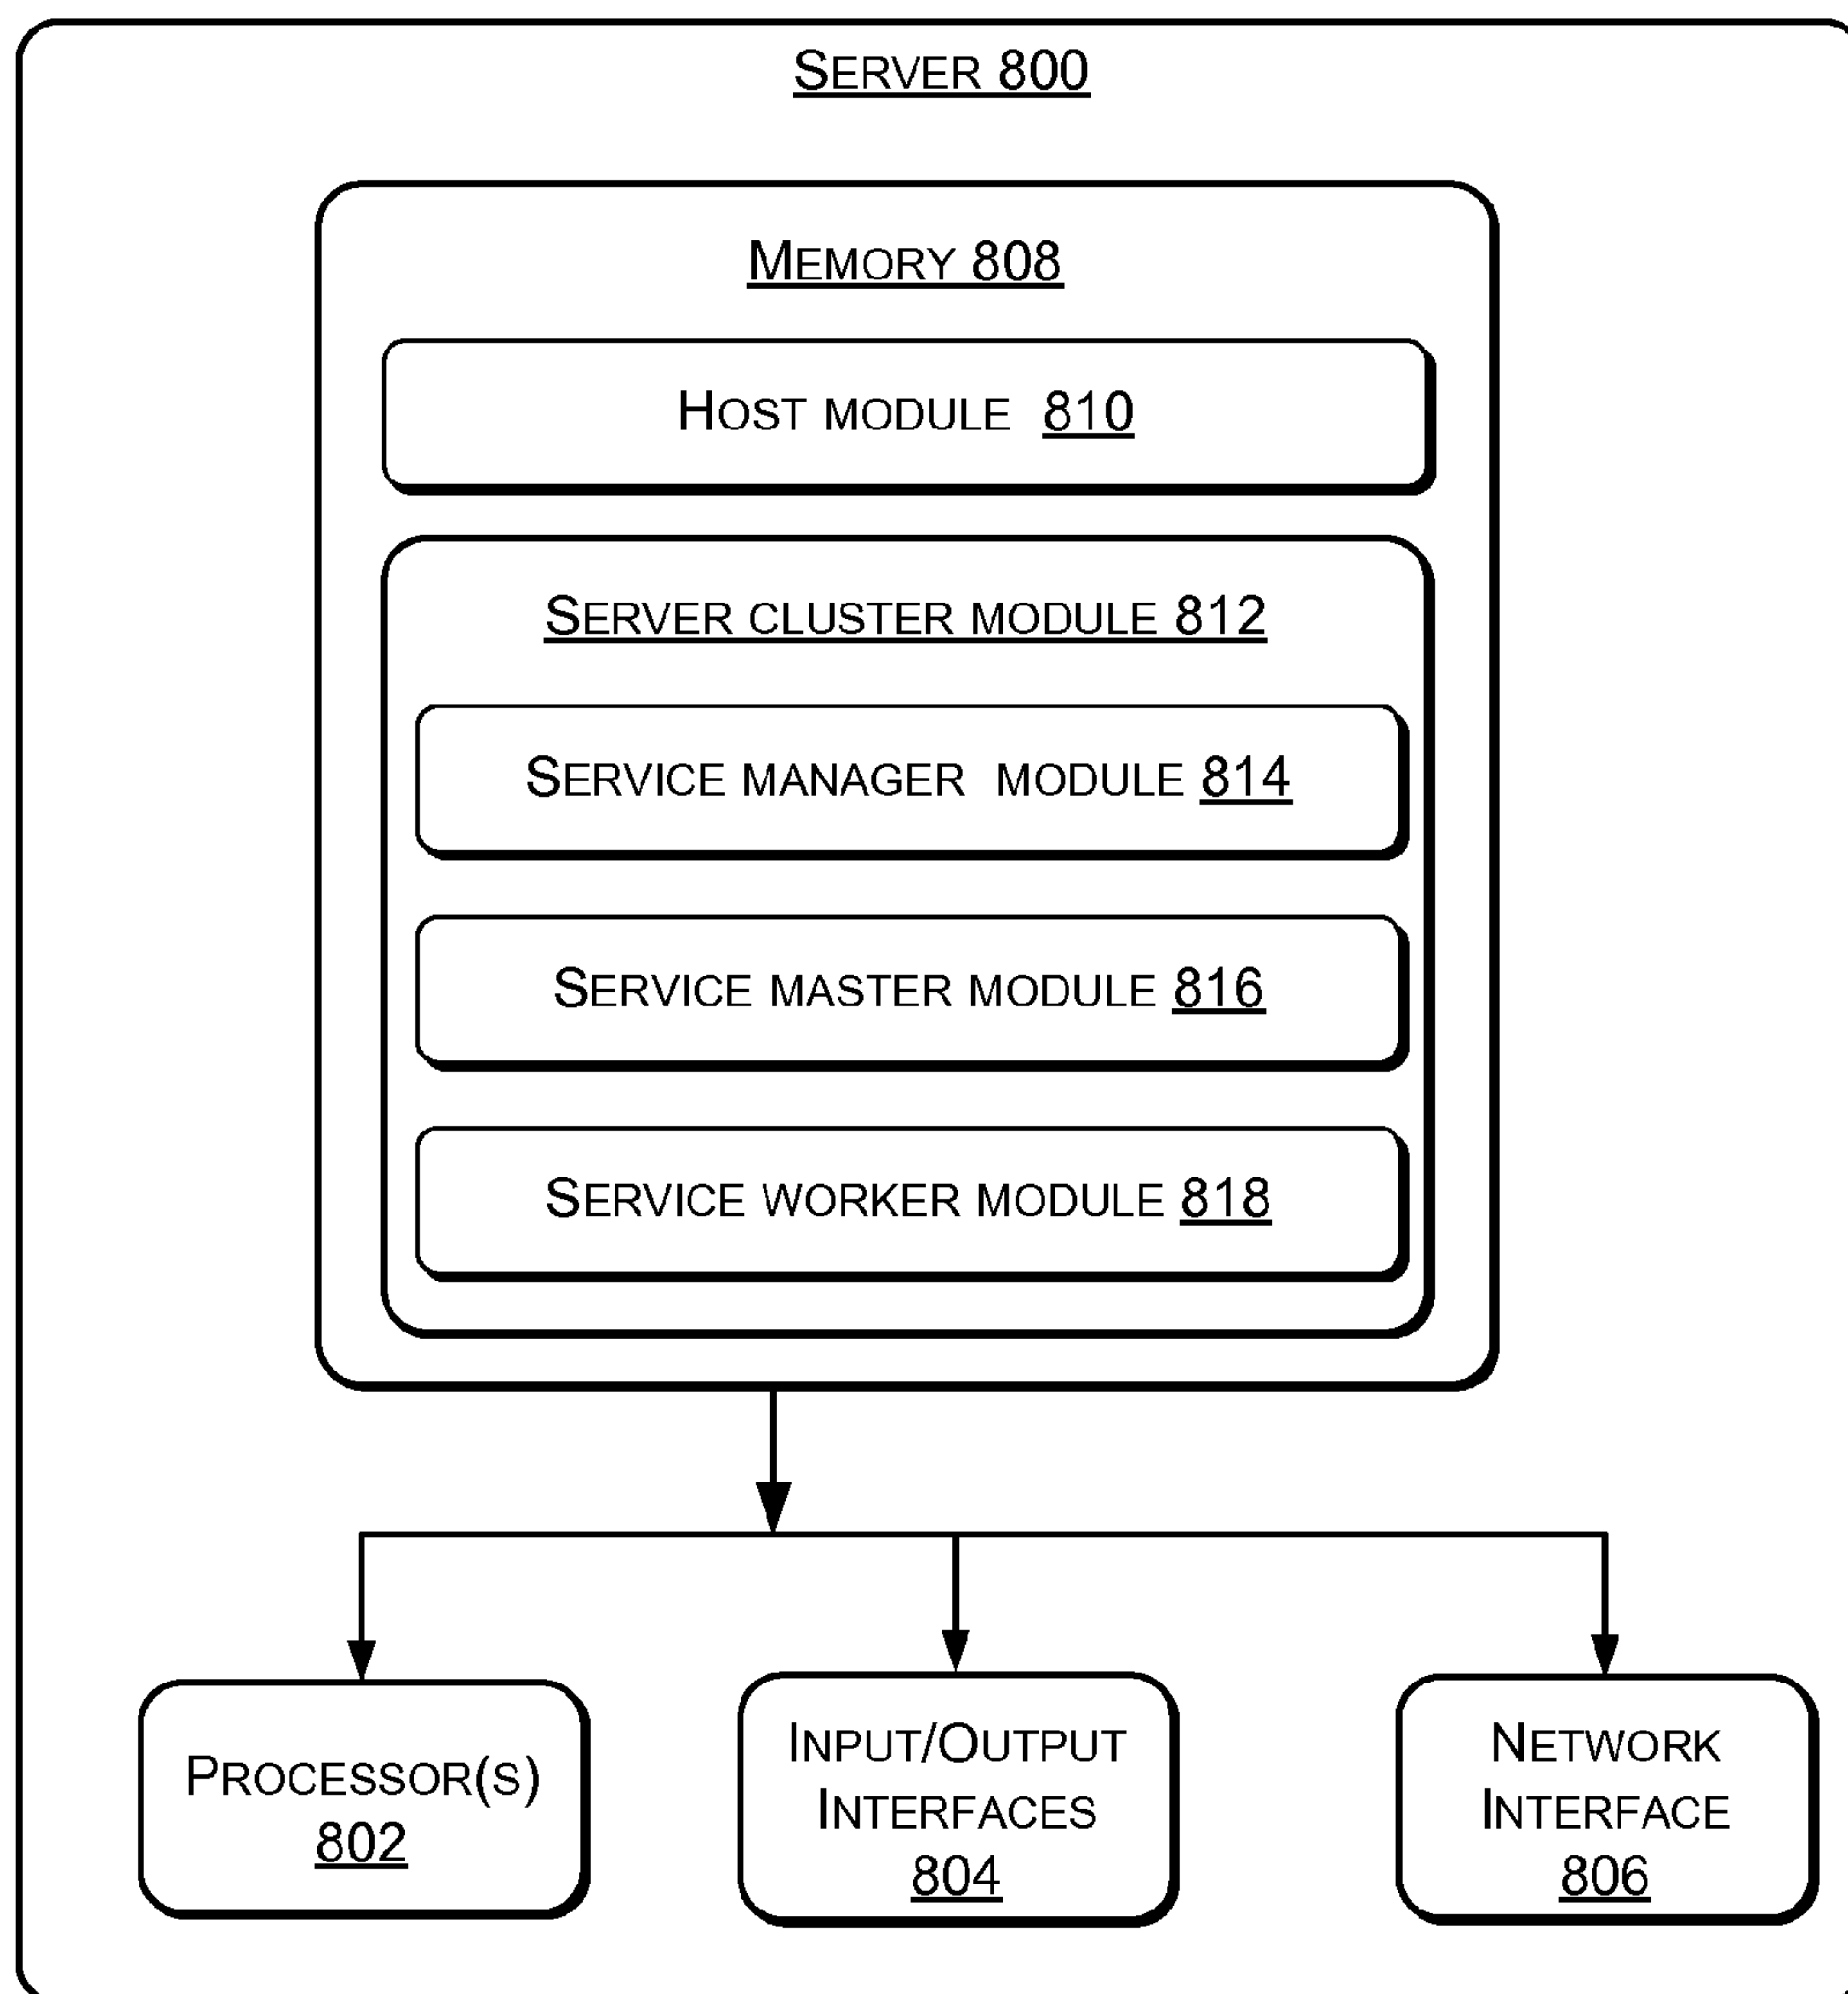 SERVER 800
MEMORY 808
HOST MODULE 810
SERVER CLUSTER MODULE 812
SERVICE MANAGER MODULE 814
SERVICE MASTER MODULE 816
SERVICE WORKER MODULE 818
PROCESSOR(S)
802
INPUT/OUTPUT
INTERFACES
804
NETWORK
INTERFACE
806